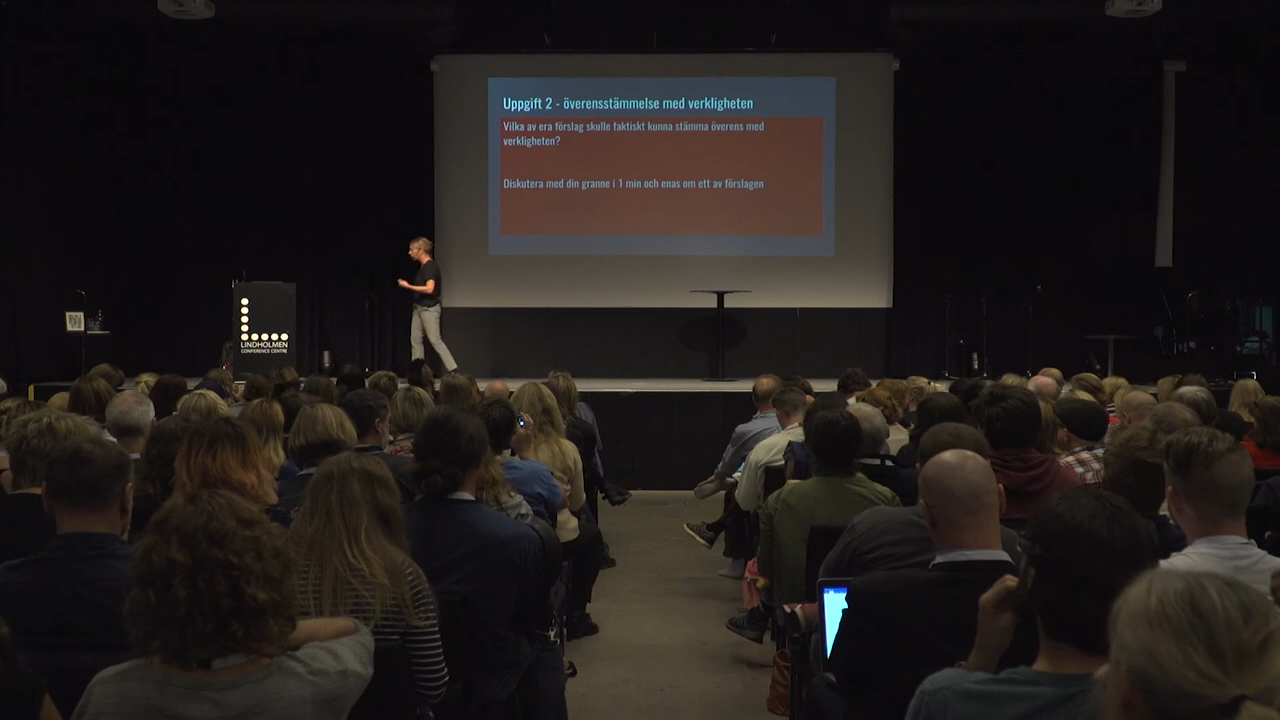 Uppgift 2 - överensstämmelse med verkligheten
Vilka av era förslag skulle faktiskt kunna stämma överens med
verkligheten?
Diskutera med din granne i 1 min och enas om ett av förslagen
LINDHOLMEN
CONFERENCE CENTRE